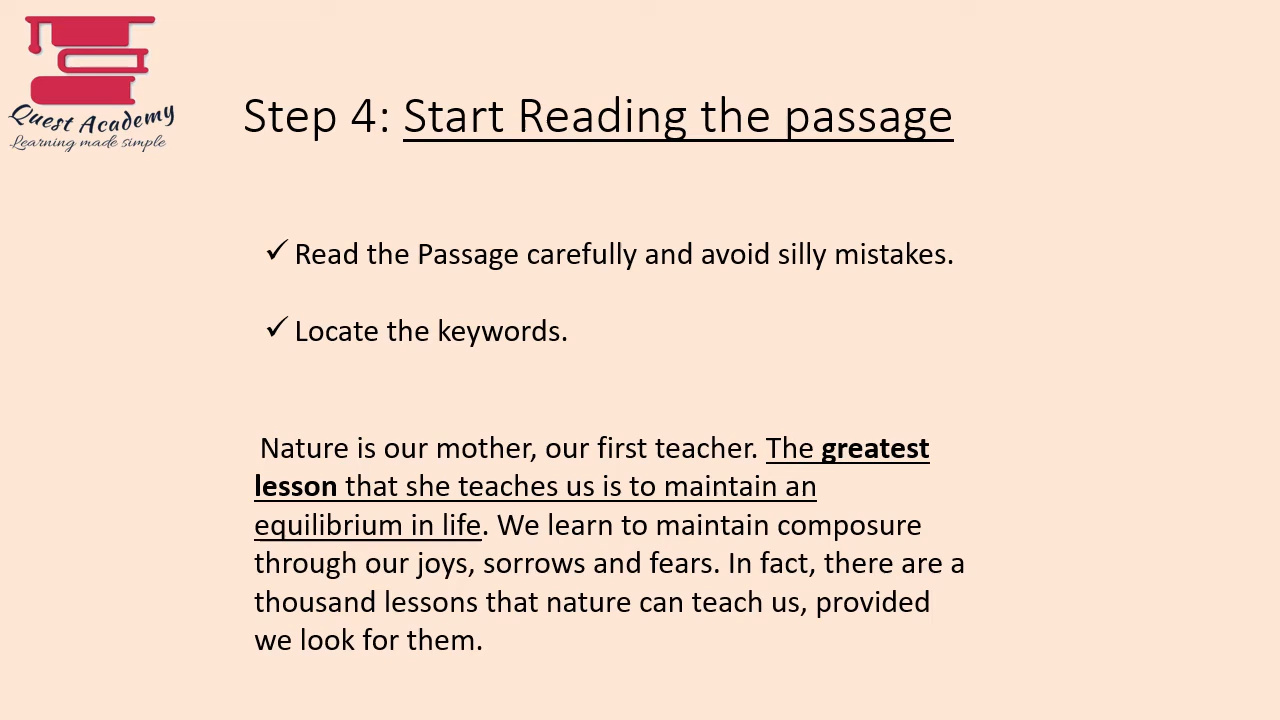 Quest Academy
Learning made simple
Step 4: Start Reading the passage
✓ Read the Passage carefully and avoid silly mistakes.
✓ Locate the keywords.
Nature is our mother, our first teacher. The greatest
lesson that she teaches us is to maintain an
equilibrium in life. We learn to maintain composure
through our joys, sorrows and fears. In fact, there are a
thousand lessons that nature can teach us, provided
we look for them.